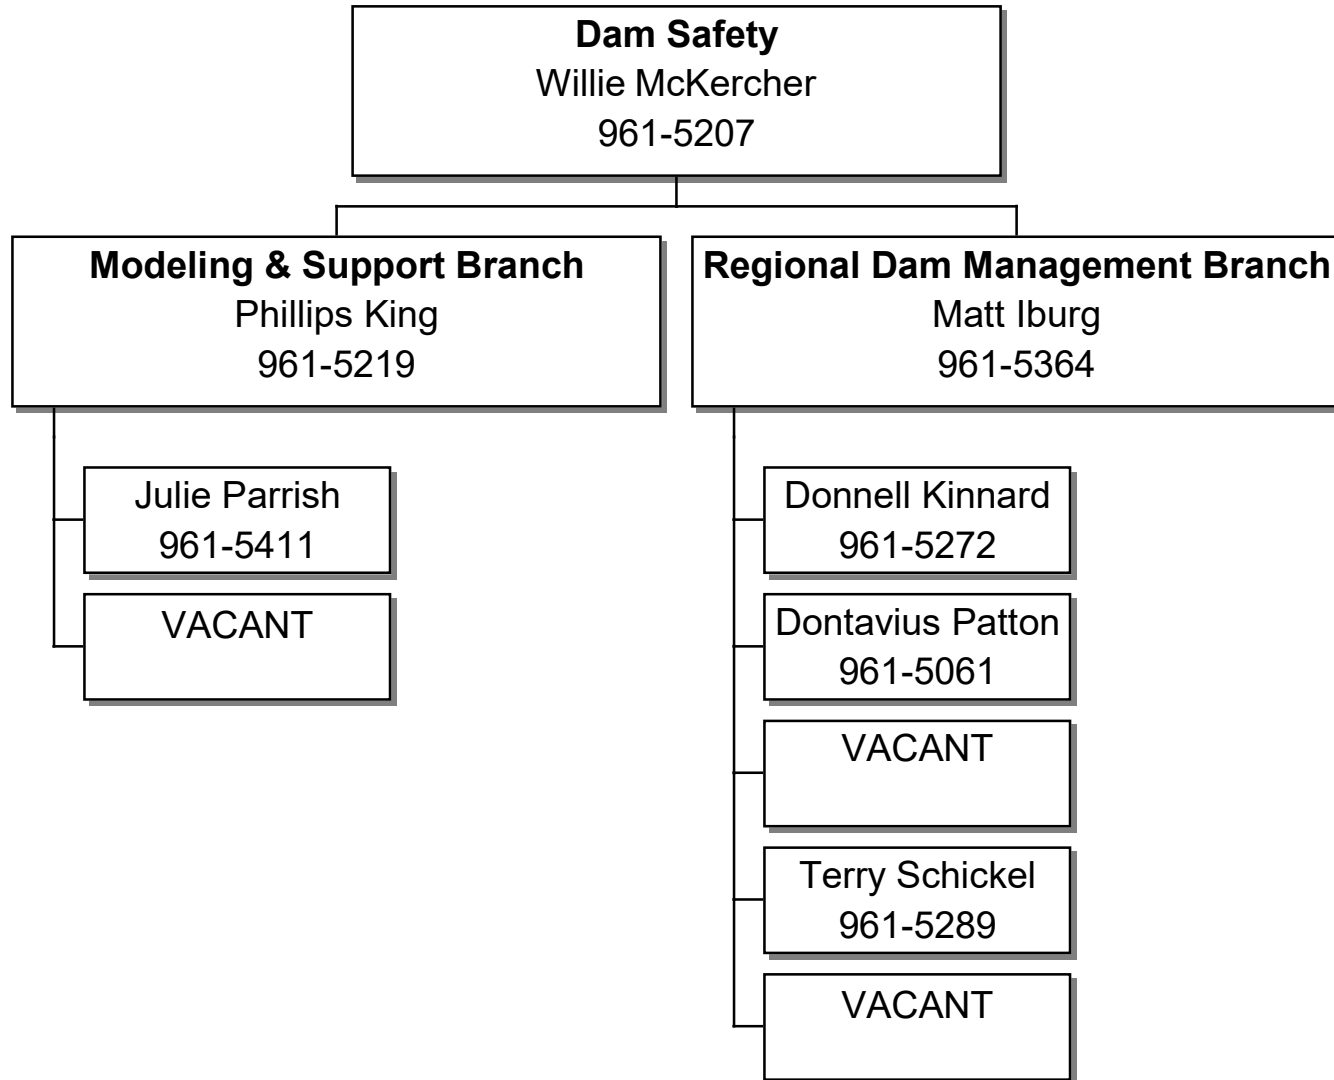 Dam Safety
Willie McKercher
961-5207
Modeling & Support Branch
Phillips King
961-5219
Regional Dam Management Branch
Matt Iburg
961-5364
Julie Parrish
961-5411
VACANT
Donnell Kinnard
961-5272
Dontavius Patton
961-5061
VACANT
Terry Schickel
961-5289
VACANT